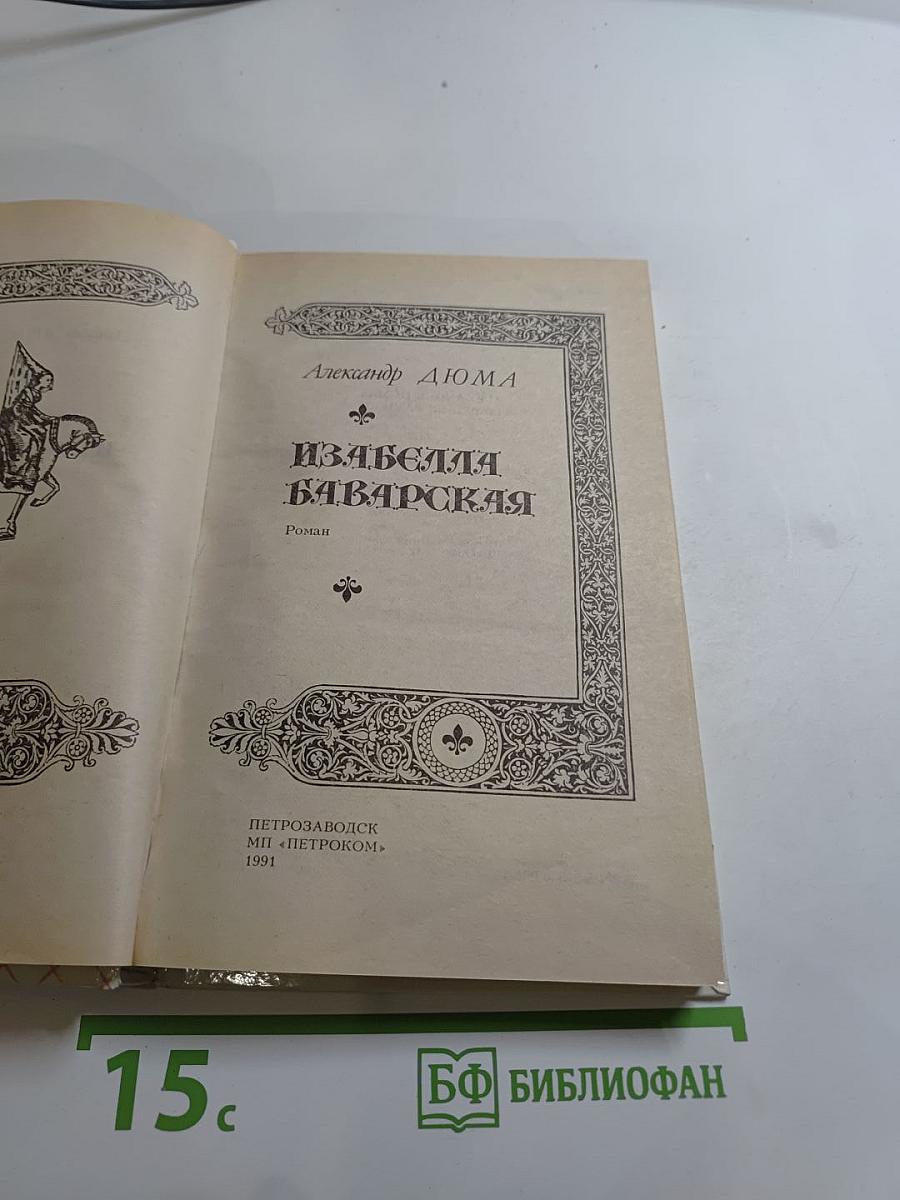 Александр ДЮМА
ИЗАБЕЛЛА
БАВАРСКАЯ
Роман
ПЕТРОЗАВОДСК
МП «ПЕТРОКОМ»
1991
15с
БФ БИБЛИОФАН